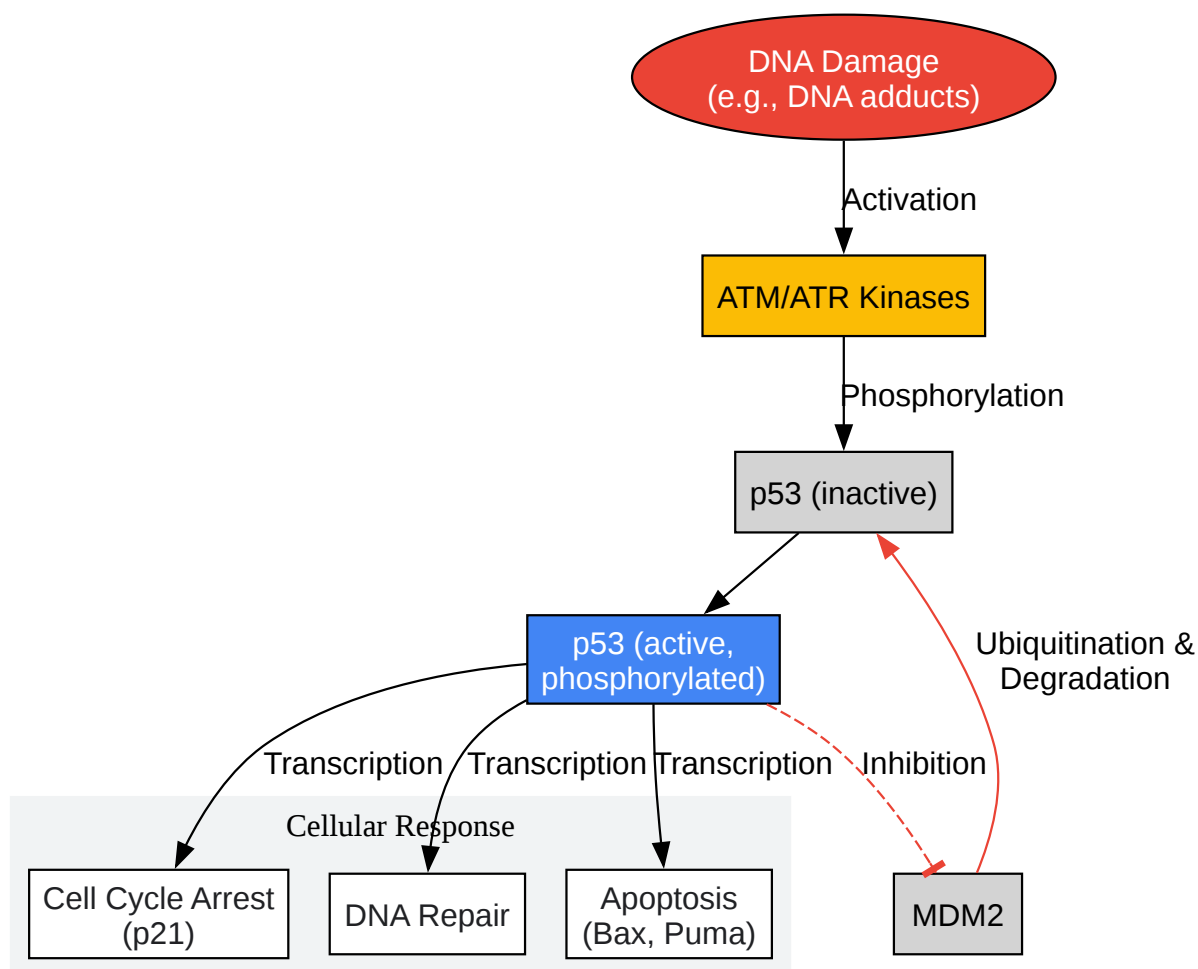 DNA Damage
(e.g., DNA adducts)
Activation
ATM/ATR Kinases
Phosphorylation
p53 (inactive)
p53 (active,
phosphorylated)
Ubiquitination &
Degradation
Transcription
Transcription
Transcription
Inhibition
Cellular Response
Cell Cycle Arrest
(p21)
DNA Repair
Apoptosis
(Bax, Puma)
MDM2